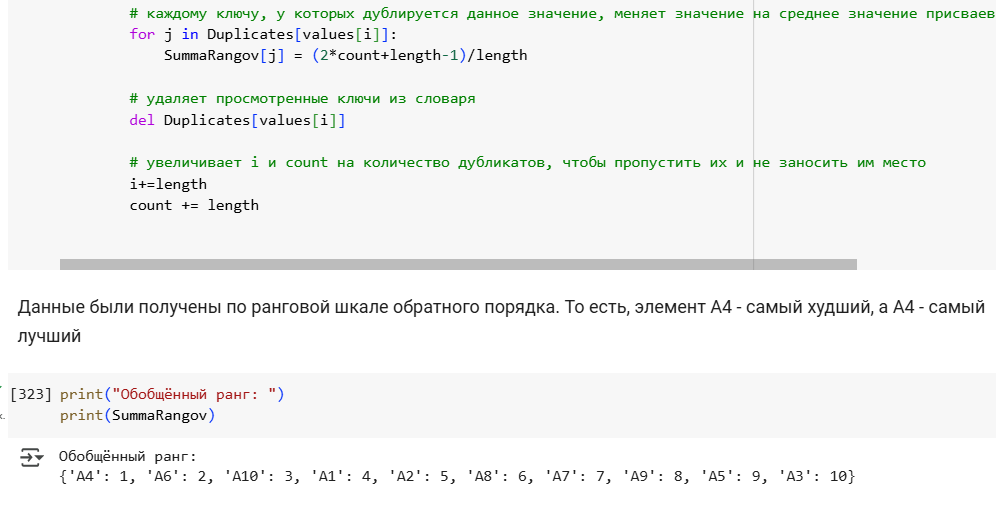 # каждому ключу, у которых дублируется данное значение, меняет значение на среднее значение присваев
for j in Duplicates[values[i]]:
SummaRangov[j] = (2*count+length-1)/length
# удаляет просмотренные ключи из словаря
del Duplicates[values[i]]
# увеличивает i и count на количество дубликатов, чтобы пропустить их и не заносить им место
i+=length
count += length
Данные были получены по ранговой шкале обратного порядка. То есть, элемент А4 - самый худший, а А4 - самый
лучший
[323] print("Обобщённый ранг: ")
print(SummaRangov)
Обобщённый ранг:
{'A4': 1, 'A6': 2, 'A10': 3, 'A1': 4, 'A2': 5, 'A8': 6, 'A7': 7, 'A9': 8, 'A5': 9, 'A3': 10}